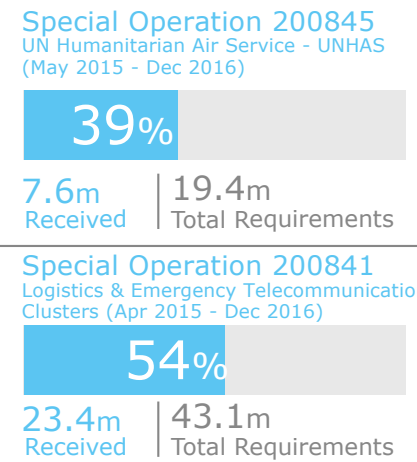 Special Operation 200845
UN Humanitarian Air Service - UNHAS
(May 2015 - Dec 2016)
39%
7.6m
19.4m
Received
Total Requirements
Special Operation 200841
Logistics & Emergency Telecommunicatio
Clusters (Apr 2015 - Dec 2016)
54%
23.4m
43.1m
Received
Total Requirements